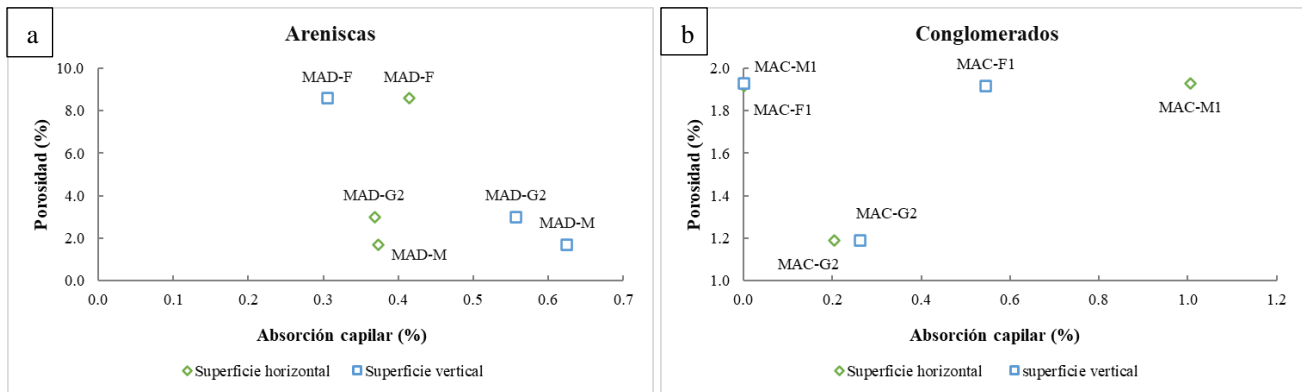 a
Areniscas
10.0
8.0
6.0
4.0
2.0
0.0
Porosidad (%)
MAD-F MAD-F
MAD-G2 MAD-G2
MAD-M
MAD-M
0.0 0.1 0.2 0.3 0.4 0.5 0.6 0.7
Absorción capilar (%)
Superficie horizontal Superficie vertical
b
Conglomerados
2.0
1.8
1.6
1.4
1.2
1.0
Porosidad (%)
MAC-M1 MAC-F1
MAC-F1 MAC-M1
MAC-G2
MAC-G2
0.0 0.2 0.4 0.6 0.8 1.0 1.2
Absorción capilar (%)
Superficie horizontal superficie vertical